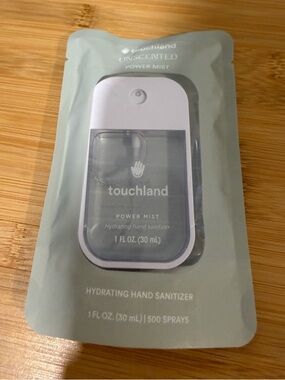 touchland
UNSCENTED
POWER MIST
touchland
POWER MIST
Hydrating hand sanitizer
1 FL OZ. (30 mL)
HYDRATING HAND SANITIZER
1 FL OZ. (30 mL) | 500 SPRAYS